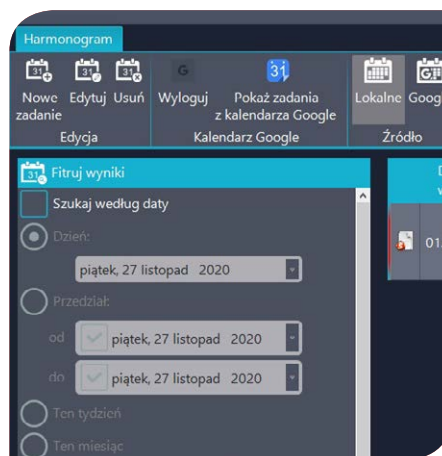 Harmonogram
Nowe zadanie
Edytuj
Usuń
Wyloguj
Pokaż zadania
z kalendarza Google
Lokalne
Edycja
Kalendarz Google
Źródło
Fitruj wyniki
Szukaj według daty
Dzień:
piątek, 27 listopad 2020
Przedział:
od
piątek, 27 listopad 2020
do
piątek, 27 listopad 2020
Ten tydzień
Ten miesiąc